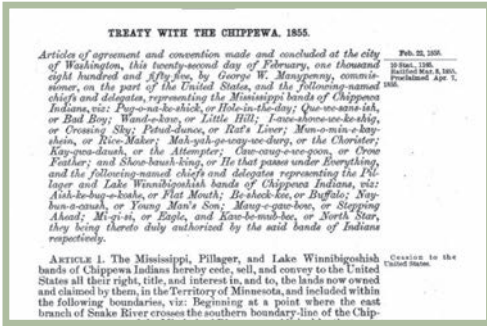 TREATY WITH THE CHIPPEWA, 1855.
Articles of agreement and convention made and concluded at the city
of Washington, this twenty-second day of February, one thousand
eight hundred and fifty-five, by George W. Manypenny, commis-
sioner, on the part of the United States, and the following-named
chiefs and delegates, representing the Mississippi bands of Chippewa
Indians, viz: Pug-o-na-ke-shick, or Hole-in-the-day; Que-we-sans-ish,
or Bad Boy; Wand-e-kaw, or Little Hill; I-awe-showe-we-ke-shig,
or Crossing Sky; Petud-dunce, or Rat's Liver; Mun-o-min-e-kay-
shein, or Rice-Maker; Mah-yah-ge-way-we-durg, or the Chorister;
Kay-gwa-daush, or the Attempter; Caw-caug-e-we-goon, or Crow
Feather; and Show-baush-king, or He that passes under Everything,
and the following-named chiefs and delegates representing the Pil-
lager and Lake Winnibigoshish bands of Chippewa Indians, viz:
Aish-ke-bug-e-koshe, or Flat Mouth; Be-sheck-kee, or Buffalo; Nay-
bun-a-caush, or Young Man's Son; Maug-e-gaw-bow, or Stepping
Ahead; Mi-gi-si, or Eagle, and Kaw-be-mub-bee, or North Star,
they being thereto duly authorized by the said bands of Indians
respectively.
Feb. 22, 1855.
10 Stat., 1165.
Ratified Mar. 3, 1855.
Proclaimed Apr. 7,
1855.
ARTICLE 1. The Mississippi, Pillager, and Lake Winnibigoshish
bands of Chippewa Indians hereby cede, sell, and convey to the United
States all their right, title, and interest in, and to, the lands now owned
and claimed by them, in the Territory of Minnesota, and included within
the following boundaries, viz: Beginning at a point where the east
branch of Snake River crosses the southern boundary-line of the Chip-
Cession to the
United States.